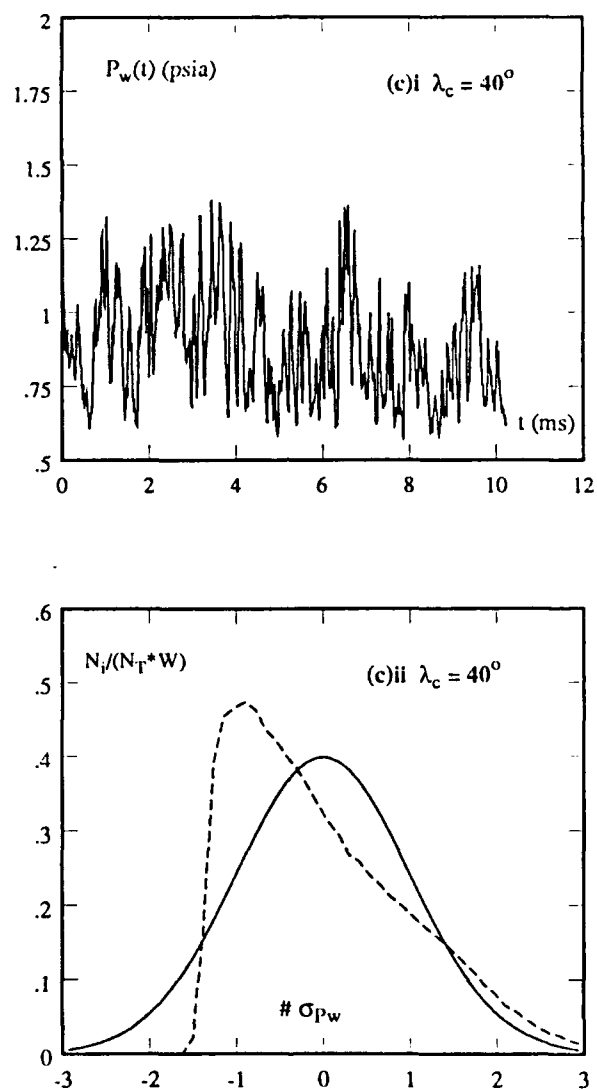 2
P_w(t) (psia)
(c)i λ_c = 40°
1.75
1.5
1.25
1
.75
t (ms)
.5
0 2 4 6 8 10 12
.6
N_i/(N_T*W)
(c)ii λ_c = 40°
.5
.4
.3
.2
.1
# σ_Pw
0
-3 -2 -1 0 1 2 3